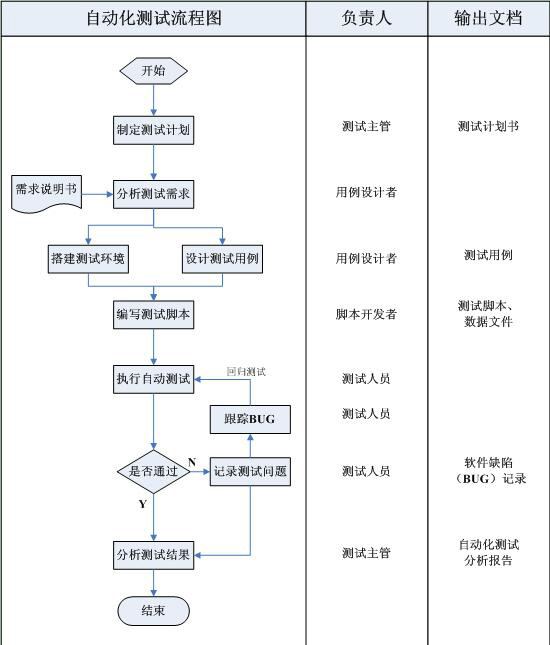 自动化测试流程图
负责人
输出文档
开始
制定测试计划
测试主管
测试计划书
需求说明书
分析测试需求
用例设计者
搭建测试环境
设计测试用例
用例设计者
测试用例
编写测试脚本
脚本开发者
测试脚本、
数据文件
回归测试
执行自动测试
测试人员
跟踪BUG
测试人员
是否通过
N
记录测试问题
测试人员
软件缺陷
（BUG）记录
Y
分析测试结果
测试主管
自动化测试
分析报告
结束